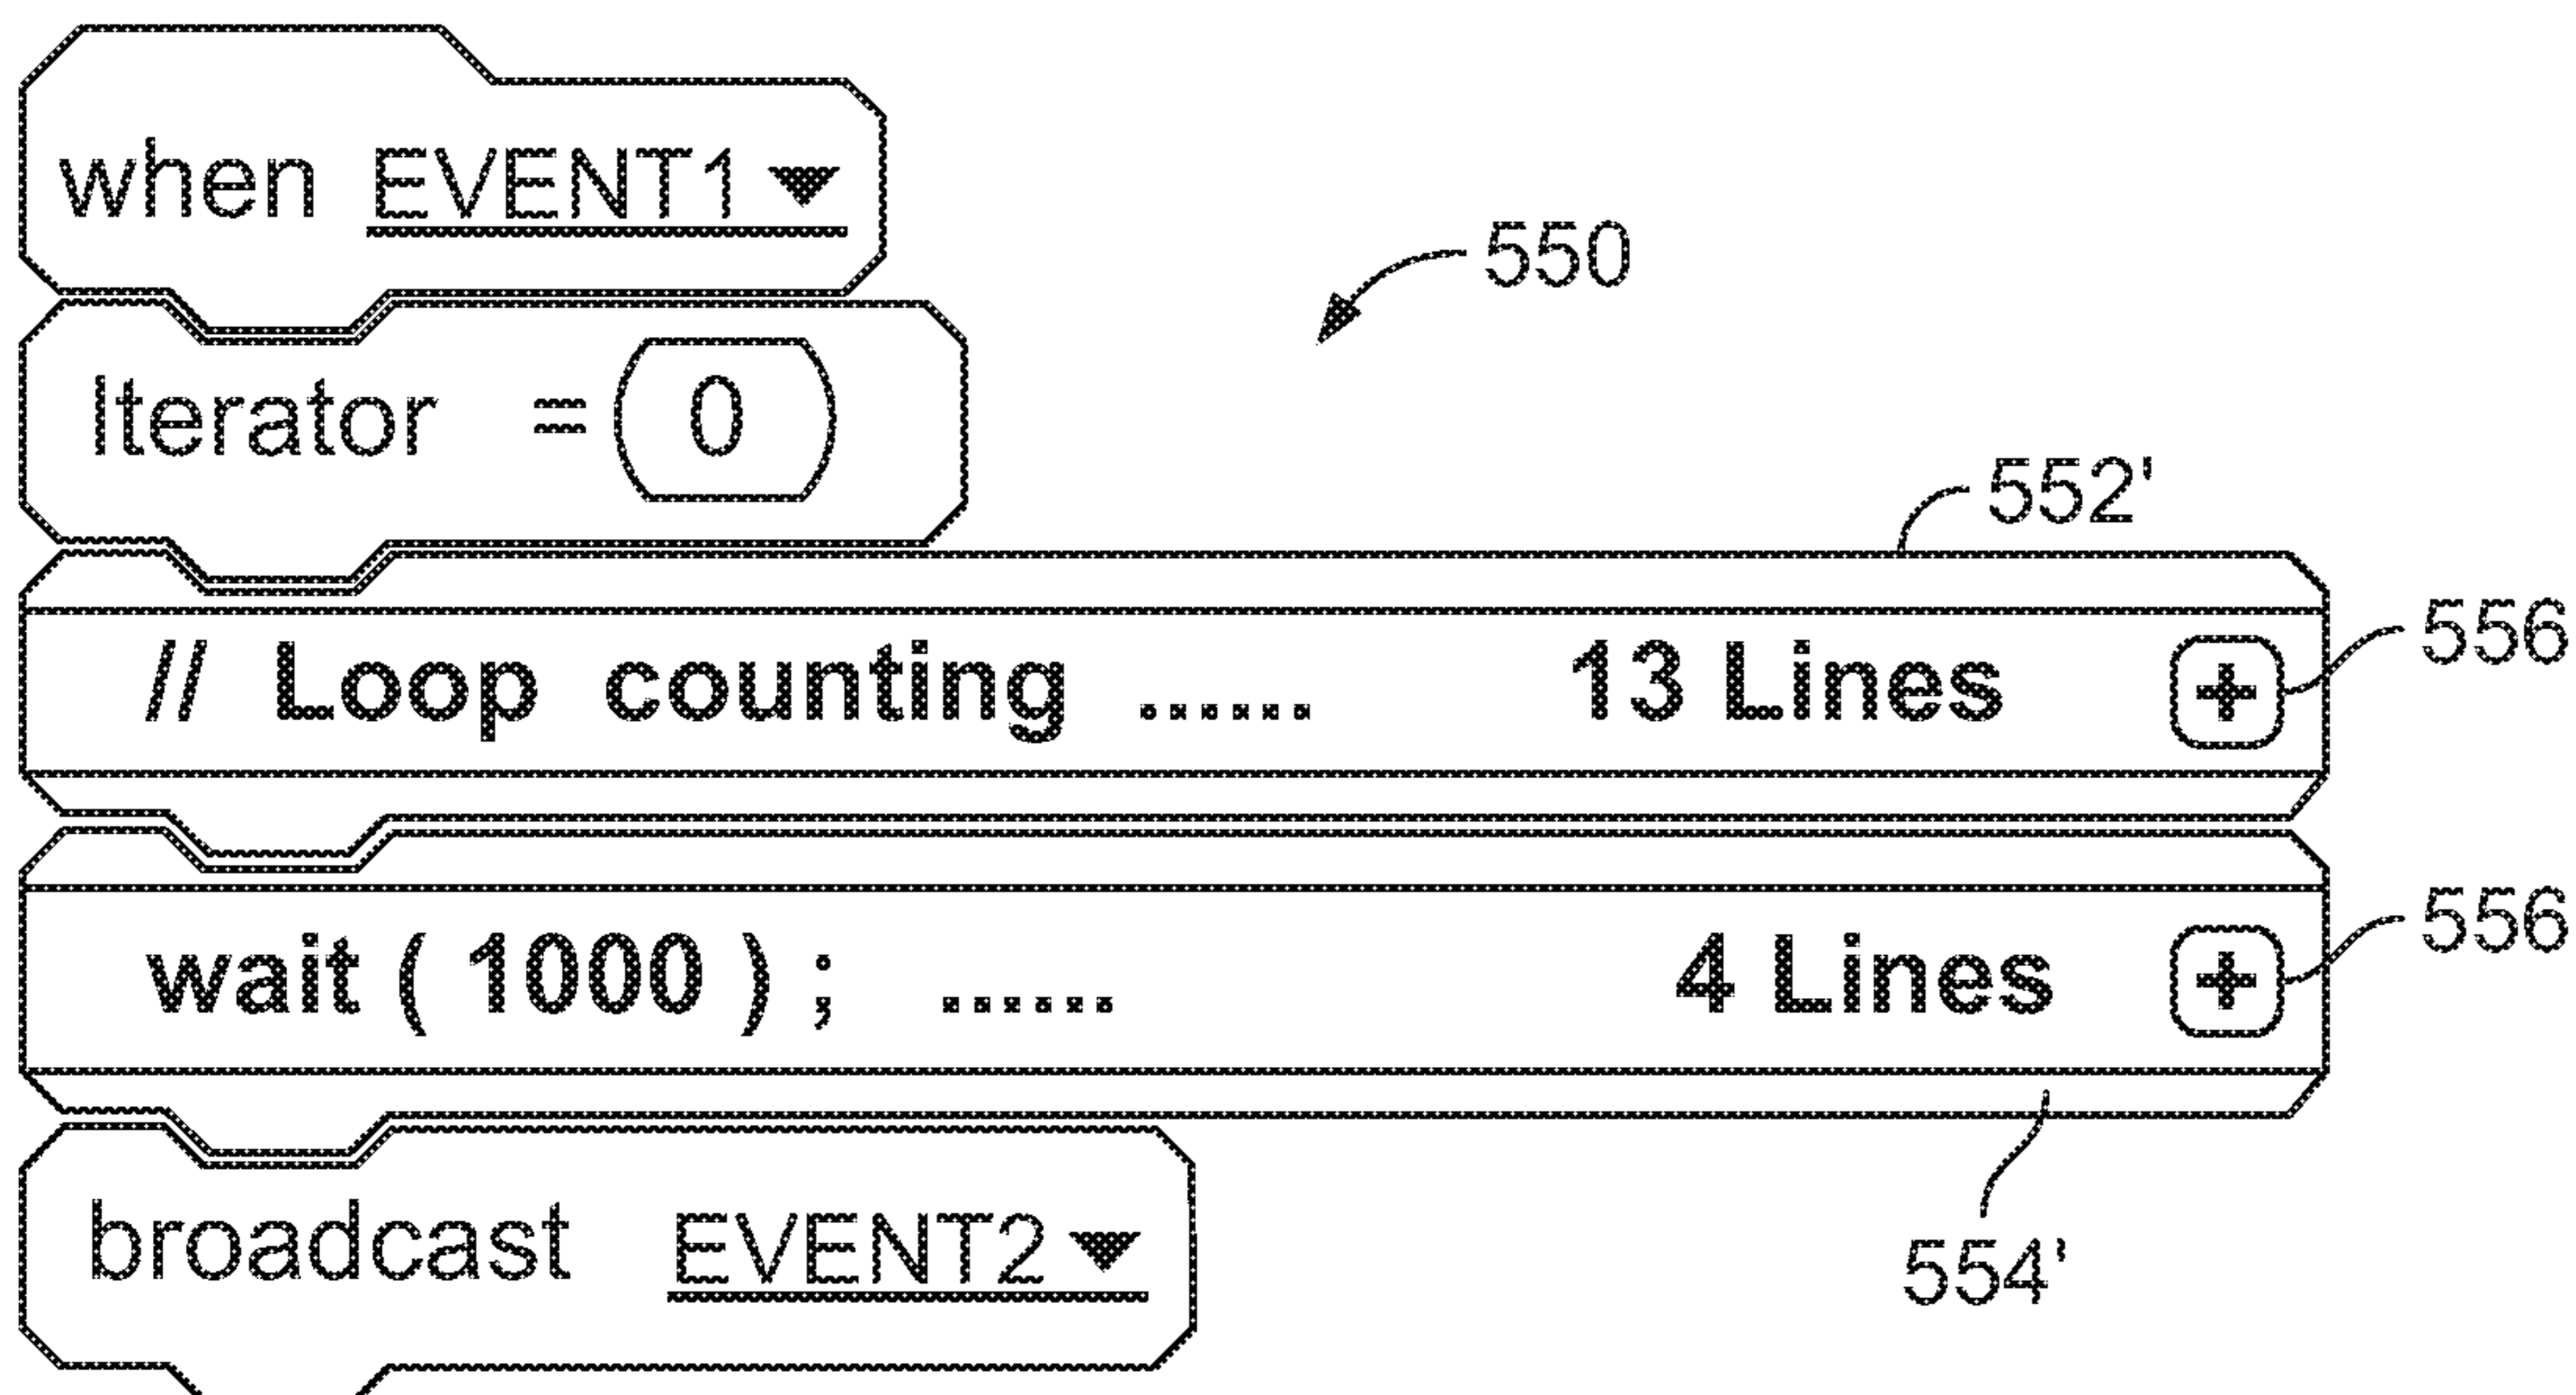 when EVENT1
550
Iterator = 0
552'
// Loop counting ...... 13 Lines +
556
wait ( 1000 ) ; ...... 4 Lines +
556
broadcast EVENT2
554'